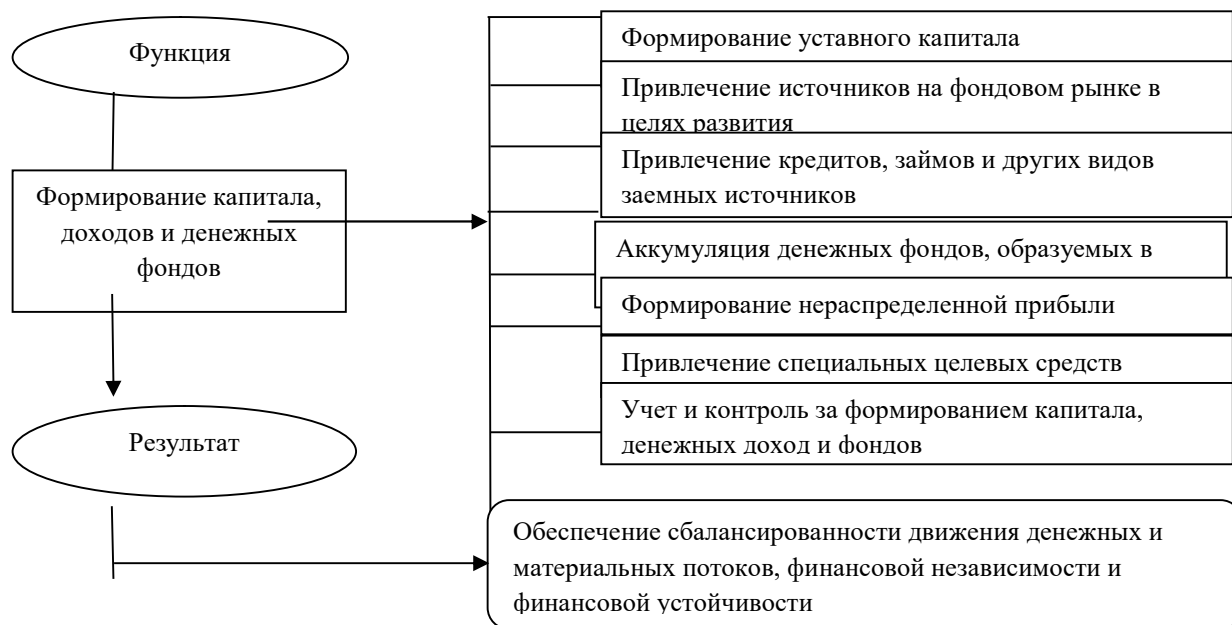 Функция
Формирование капитала,
доходов и денежных
фондов
Результат
Формирование уставного капитала
Привлечение источников на фондовом рынке в
целях развития
Привлечение кредитов, займов и других видов
заемных источников
Аккумуляция денежных фондов, образуемых в
Формирование нераспределенной прибыли
Привлечение специальных целевых средств
Учет и контроль за формированием капитала,
денежных доход и фондов
Обеспечение сбалансированности движения денежных и
материальных потоков, финансовой независимости и
финансовой устойчивости